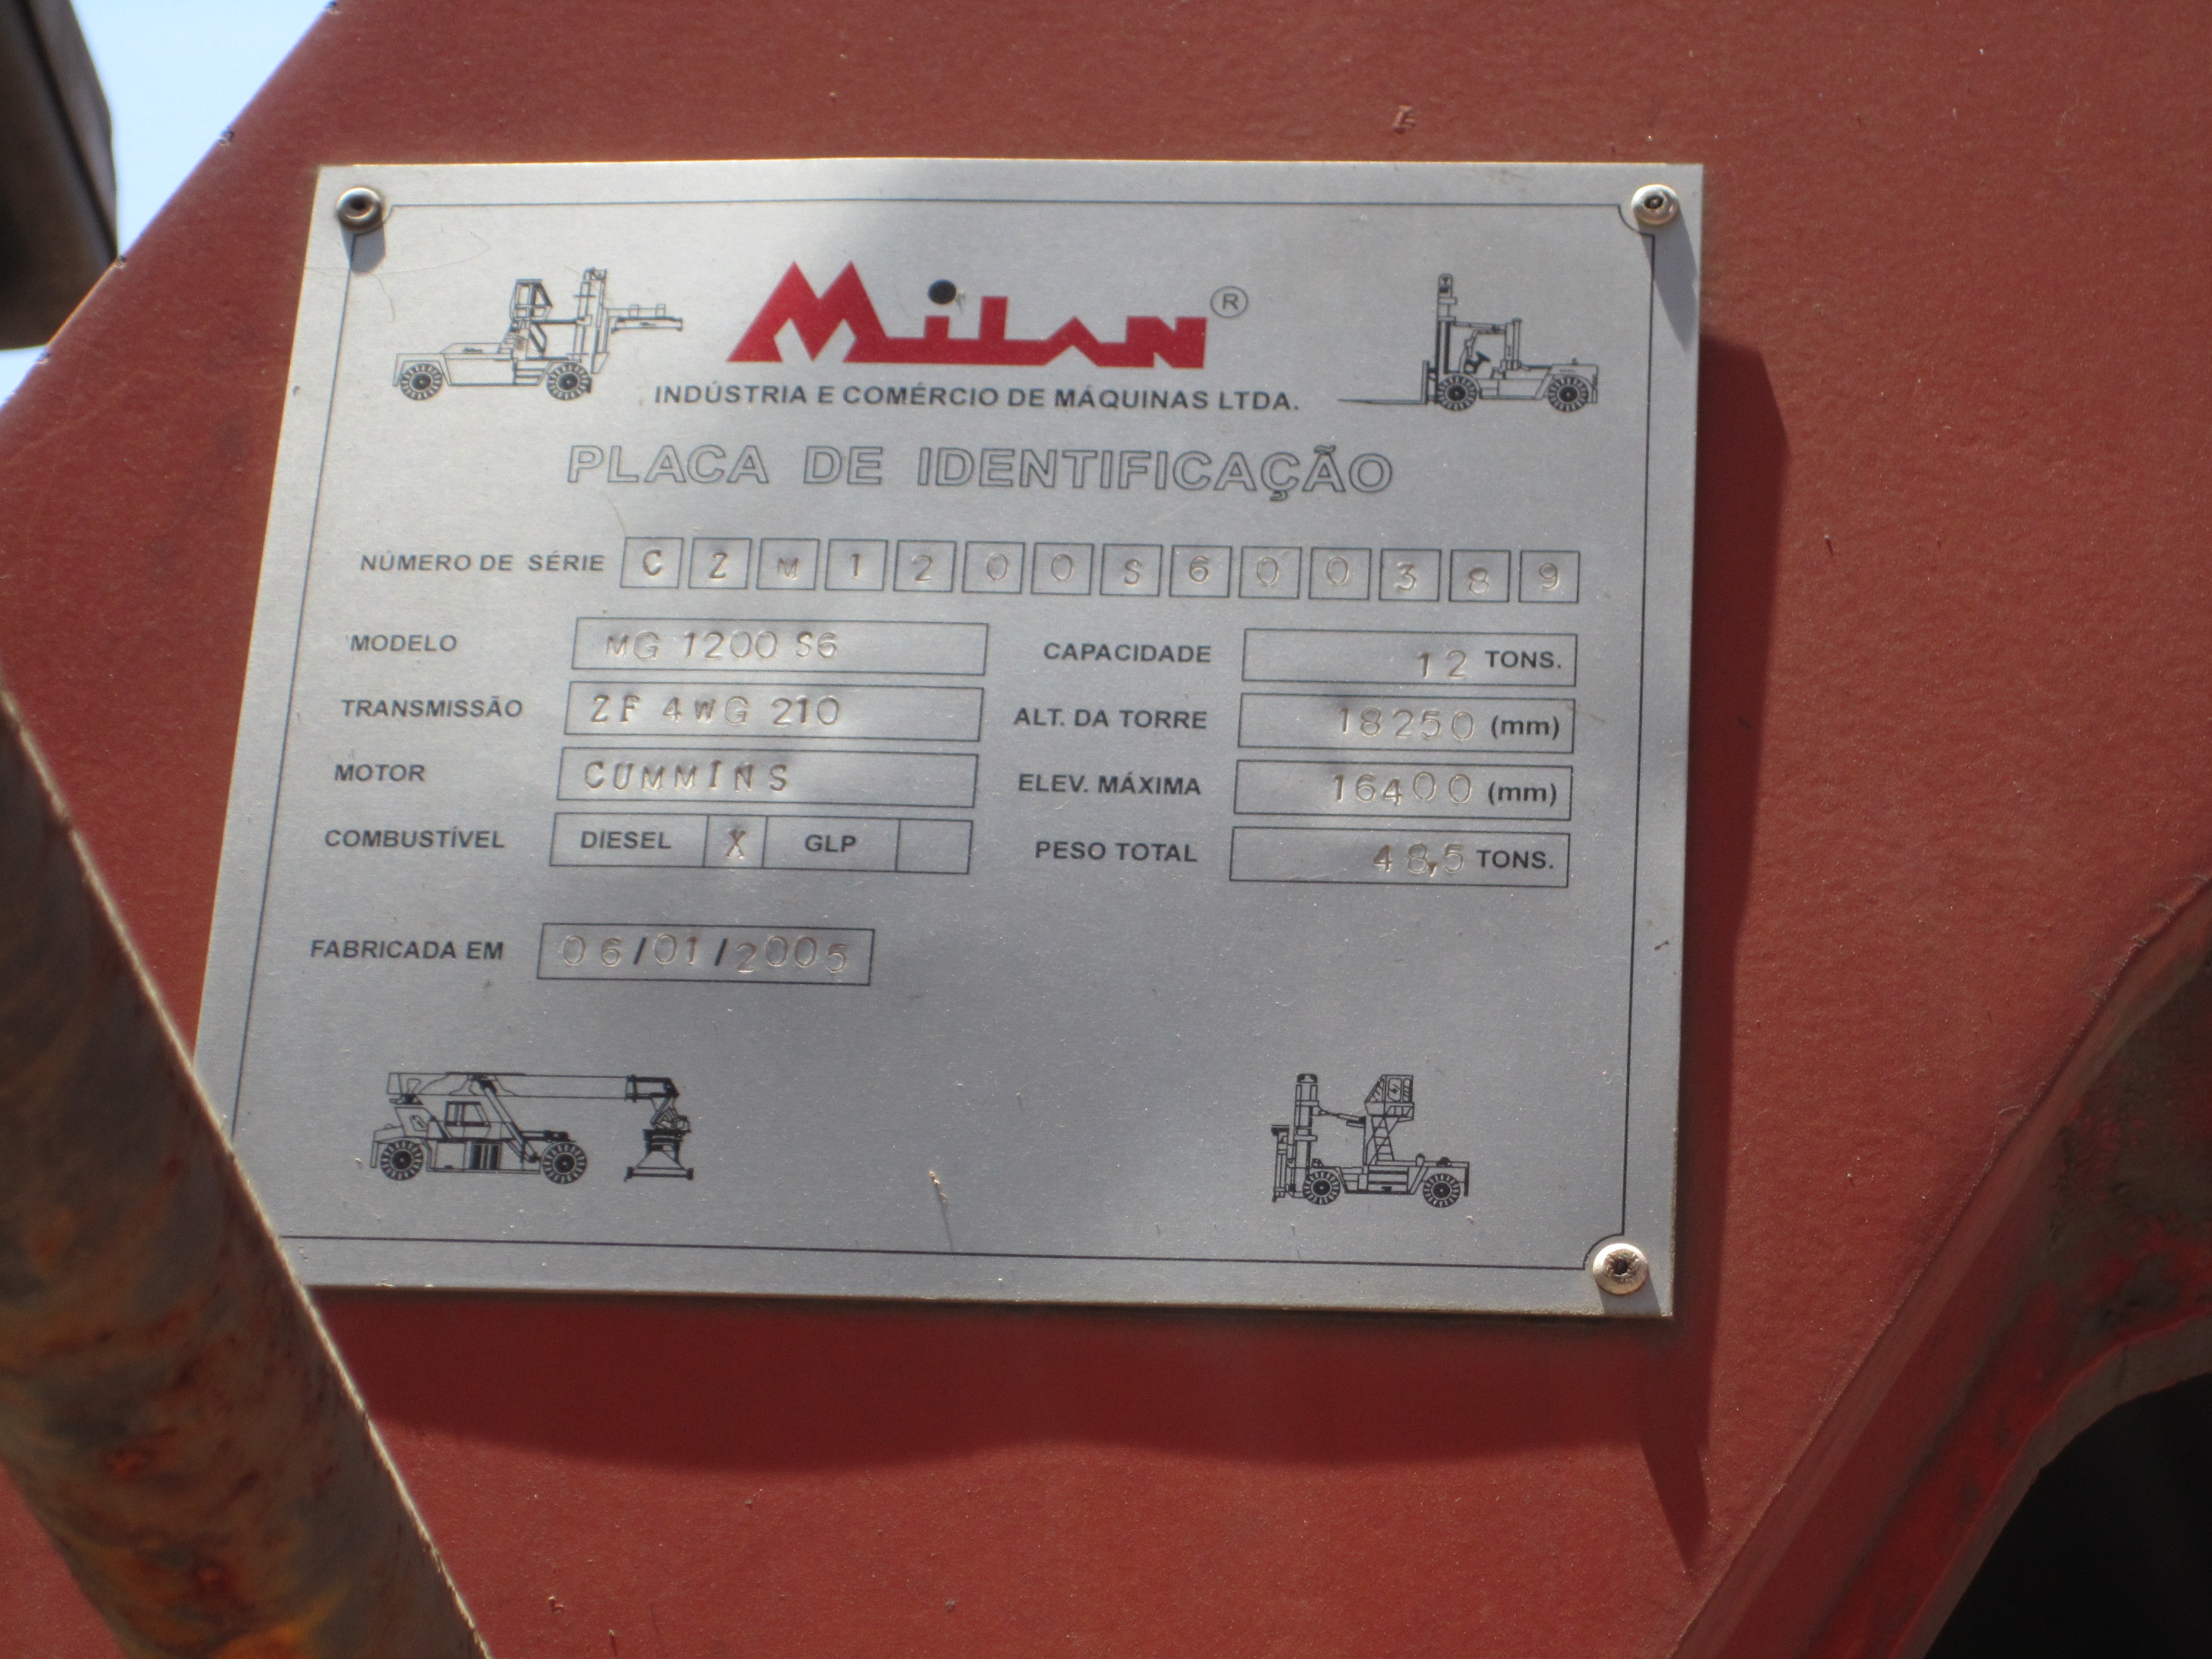 MiLAN ®
INDÚSTRIA E COMÉRCIO DE MÁQUINAS LTDA.
PLACA DE IDENTIFICAÇÃO
NÚMERO DE SÉRIE C Z M 1 2 0 0 S 6 0 0 3 8 9
MODELO MG 1200 S6 CAPACIDADE 12 TONS.
TRANSMISSÃO ZF 4WG 210 ALT. DA TORRE 18250 (mm)
MOTOR CUMMINS ELEV. MÁXIMA 16400 (mm)
COMBUSTÍVEL DIESEL X GLP PESO TOTAL 48,5 TONS.
FABRICADA EM 06/01/2005